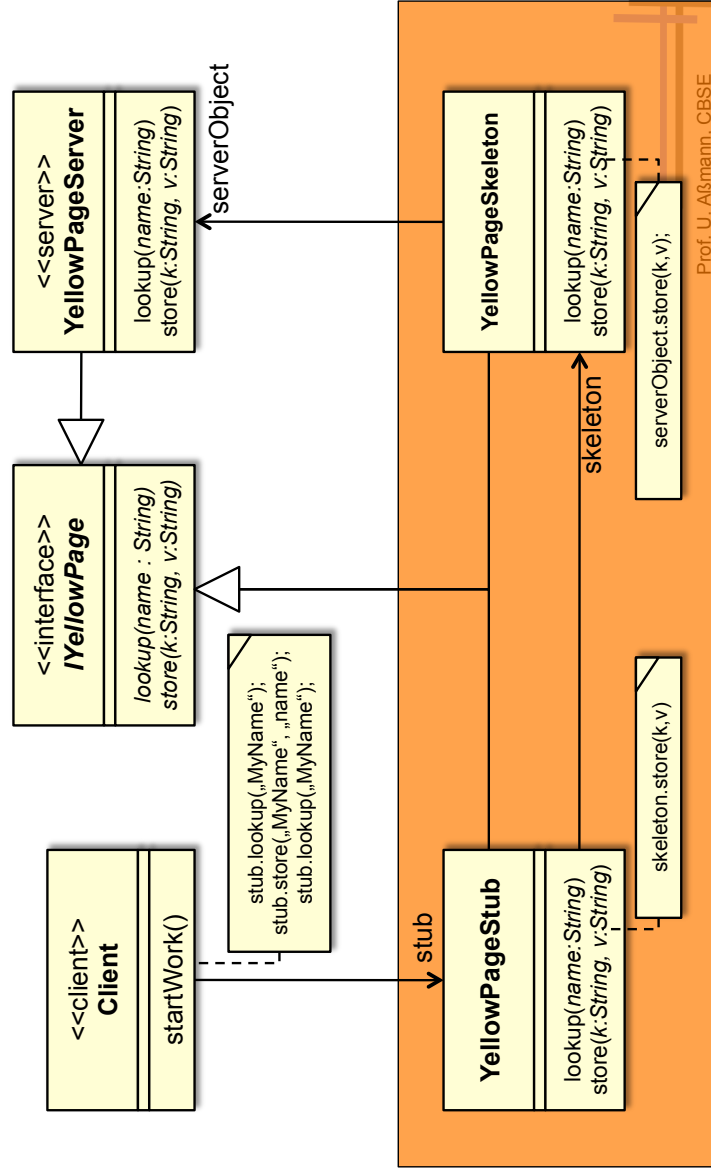 <<client>>
Client
startWork()
<<interface>>
IYellowPage
lookup(name : String)
store(k:String, v:String)
<<server>>
YellowPageServer
lookup(name:String)
store(k:String, v:String)
stub.lookup(„MyName“);
stub.store(„MyName“, „name“);
stub.lookup(„MyName“);
stub
serverObject
YellowPageStub
lookup(name:String)
store(k:String, v:String)
skeleton
YellowPageSkeleton
lookup(name:String)
store(k:String, v:String)
skeleton.store(k,v)
serverObject.store(k,v);
Prof. U. Aßmann, CBSE